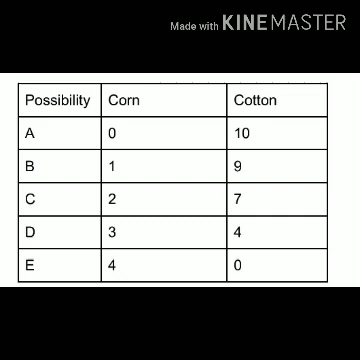 Made with KINEMASTER
Possibility Corn Cotton
A 0 10
B 1 9
C 2 7
D 3 4
E 4 0